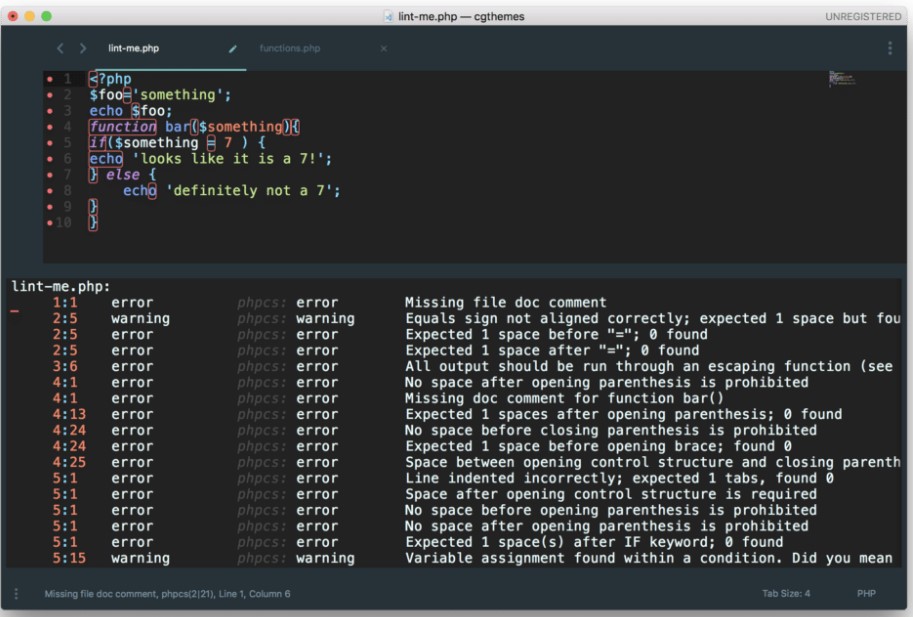 lint-me.php — cgthemes
UNREGISTERED
lint-me.php
functions.php
1 <?php
2 $foo='something';
3 echo $foo;
4 function bar($something){
5 if($something = 7 ) {
6 echo 'looks like it is a 7!';
7 } else {
8     echo 'definitely not a 7';
9 }
10 }
lint-me.php:
1:1 error phpcs: error Missing file doc comment
2:5 warning phpcs: warning Equals sign not aligned correctly; expected 1 space but fou
2:5 error phpcs: error Expected 1 space before "="; 0 found
2:5 error phpcs: error Expected 1 space after "="; 0 found
3:6 error phpcs: error All output should be run through an escaping function (see
4:1 error phpcs: error No space after opening parenthesis is prohibited
4:1 error phpcs: error Missing doc comment for function bar()
4:13 error phpcs: error Expected 1 spaces after opening parenthesis; 0 found
4:24 error phpcs: error No space before closing parenthesis is prohibited
4:24 error phpcs: error Expected 1 space before opening brace; found 0
4:25 error phpcs: error Space between opening control structure and closing parenth
5:1 error phpcs: error Line indented incorrectly; expected 1 tabs, found 0
5:1 error phpcs: error Space after opening control structure is required
5:1 error phpcs: error No space before opening parenthesis is prohibited
5:1 error phpcs: error No space after opening parenthesis is prohibited
5:1 error phpcs: error Expected 1 space(s) after IF keyword; 0 found
5:15 warning phpcs: warning Variable assignment found within a condition. Did you mean
Missing file doc comment, phpcs(2|21), Line 1, Column 6
Tab Size: 4
PHP